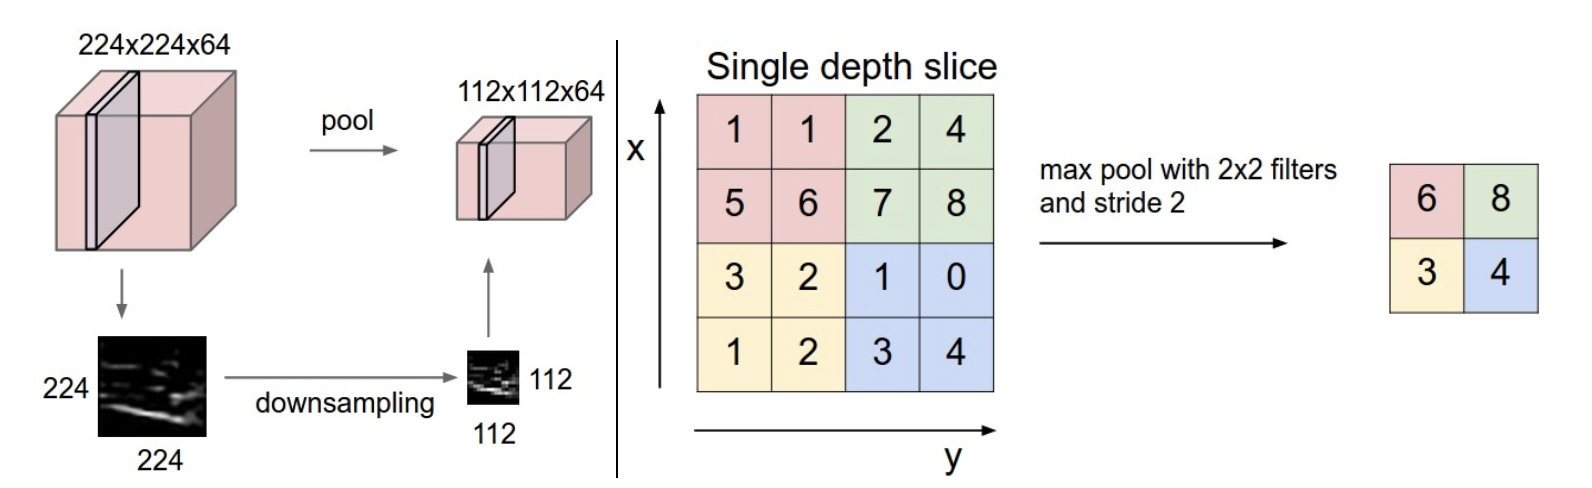 224x224x64
pool
112x112x64
224
downsampling
112
224
112
Single depth slice
x
1 1 2 4
5 6 7 8
3 2 1 0
1 2 3 4
y
max pool with 2x2 filters
and stride 2
6 8
3 4